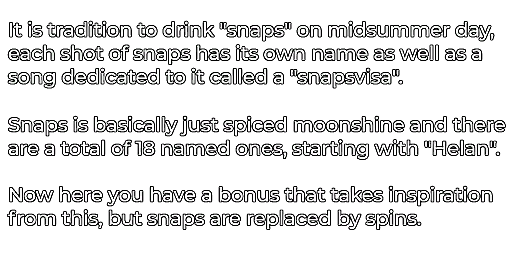 It is tradition to drink "snaps" on midsummer day,
each shot of snaps has its own name as well as a
song dedicated to it called a "snapsvisa".
Snaps is basically just spiced moonshine and there
are a total of 18 named ones, starting with "Helan".
Now here you have a bonus that takes inspiration
from this, but snaps are replaced by spins.